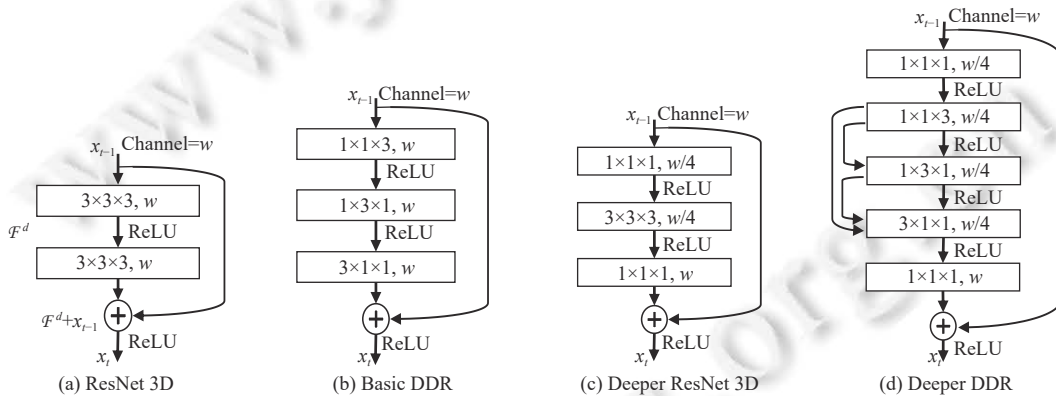 x_{t−1} Channel=w
3×3×3, w
ℱ^d
ReLU
3×3×3, w
ℱ^d+x_{t−1}
+
ReLU
x_t
(a) ResNet 3D
x_{t−1} Channel=w
1×1×3, w
ReLU
1×3×1, w
ReLU
3×1×1, w
+
ReLU
x_t
(b) Basic DDR
x_{t−1} Channel=w
1×1×1, w/4
ReLU
3×3×3, w/4
ReLU
1×1×1, w
+
ReLU
x_t
(c) Deeper ResNet 3D
x_{t−1} Channel=w
1×1×1, w/4
ReLU
1×1×3, w/4
ReLU
1×3×1, w/4
ReLU
3×1×1, w/4
ReLU
1×1×1, w
+
ReLU
x_t
(d) Deeper DDR